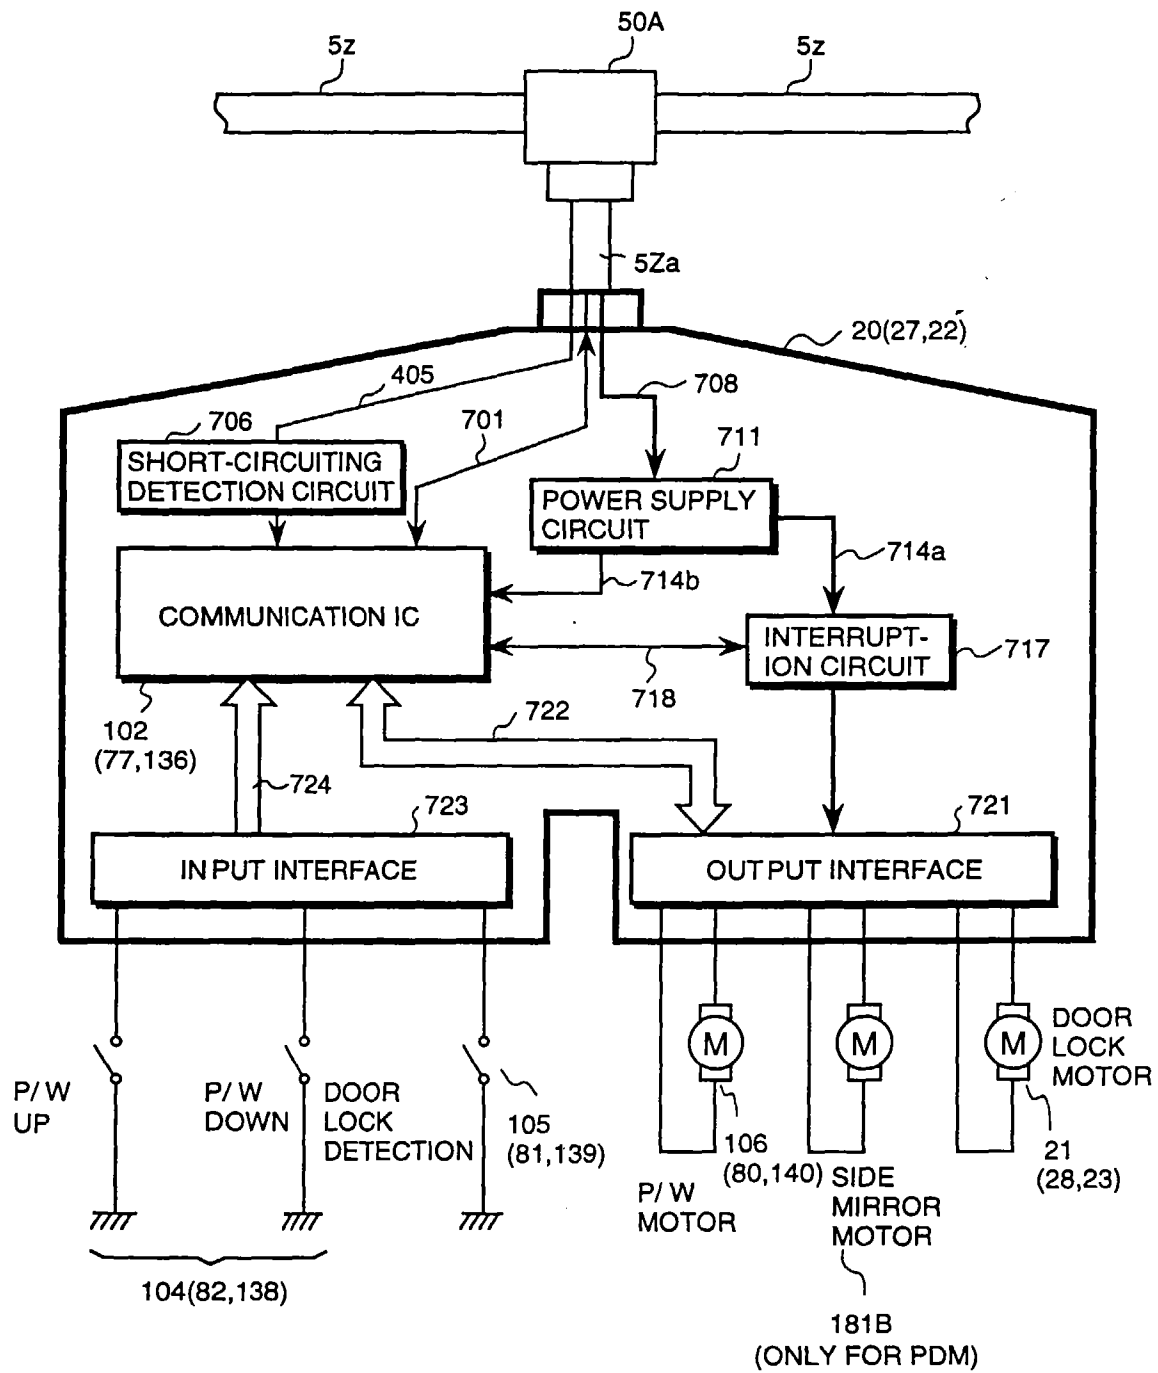 50A
5z
5z
5Za
20(27,22)
405
708
706
701
711
SHORT-CIRCUITING
DETECTION CIRCUIT
POWER SUPPLY
CIRCUIT
714a
714b
COMMUNICATION IC
INTERRUPT-
ION CIRCUIT
717
718
102
(77,136)
722
724
723
721
INPUT INTERFACE
OUTPUT INTERFACE
M
M
M
DOOR
LOCK
MOTOR
P/W
UP
P/W
DOWN
DOOR
LOCK
DETECTION
105
(81,139)
106
(80,140)
21
(28,23)
P/W
MOTOR
SIDE
MIRROR
MOTOR
104(82,138)
181B
(ONLY FOR PDM)